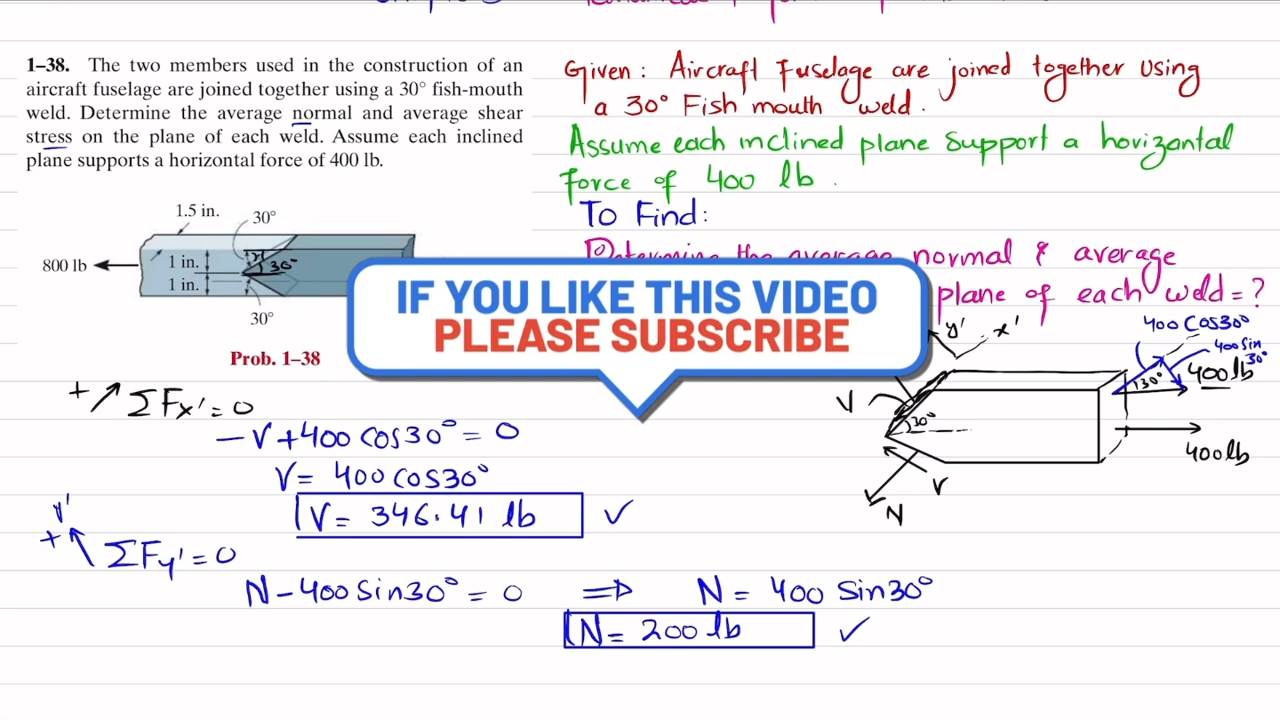 1–38. The two members used in the construction of an
aircraft fuselage are joined together using a 30° fish-mouth
weld. Determine the average normal and average shear
stress on the plane of each weld. Assume each inclined
plane supports a horizontal force of 400 lb.
1.5 in.
30°
800 lb
1 in.
30°
1 in.
30°
Prob. 1–38
Given: Aircraft Fuselage are joined together using
a 30° Fish mouth weld.
Assume each inclined plane support a horizontal
force of 400 lb.
To Find:
Determine the average normal & average
plane of each weld = ?
IF YOU LIKE THIS VIDEO
PLEASE SUBSCRIBE
y' x'
400 Cos30°
400 Sin 30°
30°
400 lb
V
30°
400 lb
V
N
+ ΣFx' = 0
-V + 400 cos30° = 0
V = 400 cos30°
V = 346.41 lb ✓
y'
+ ΣFy' = 0
N - 400 Sin30° = 0 ⇒ N = 400 Sin30°
N = 200 lb ✓